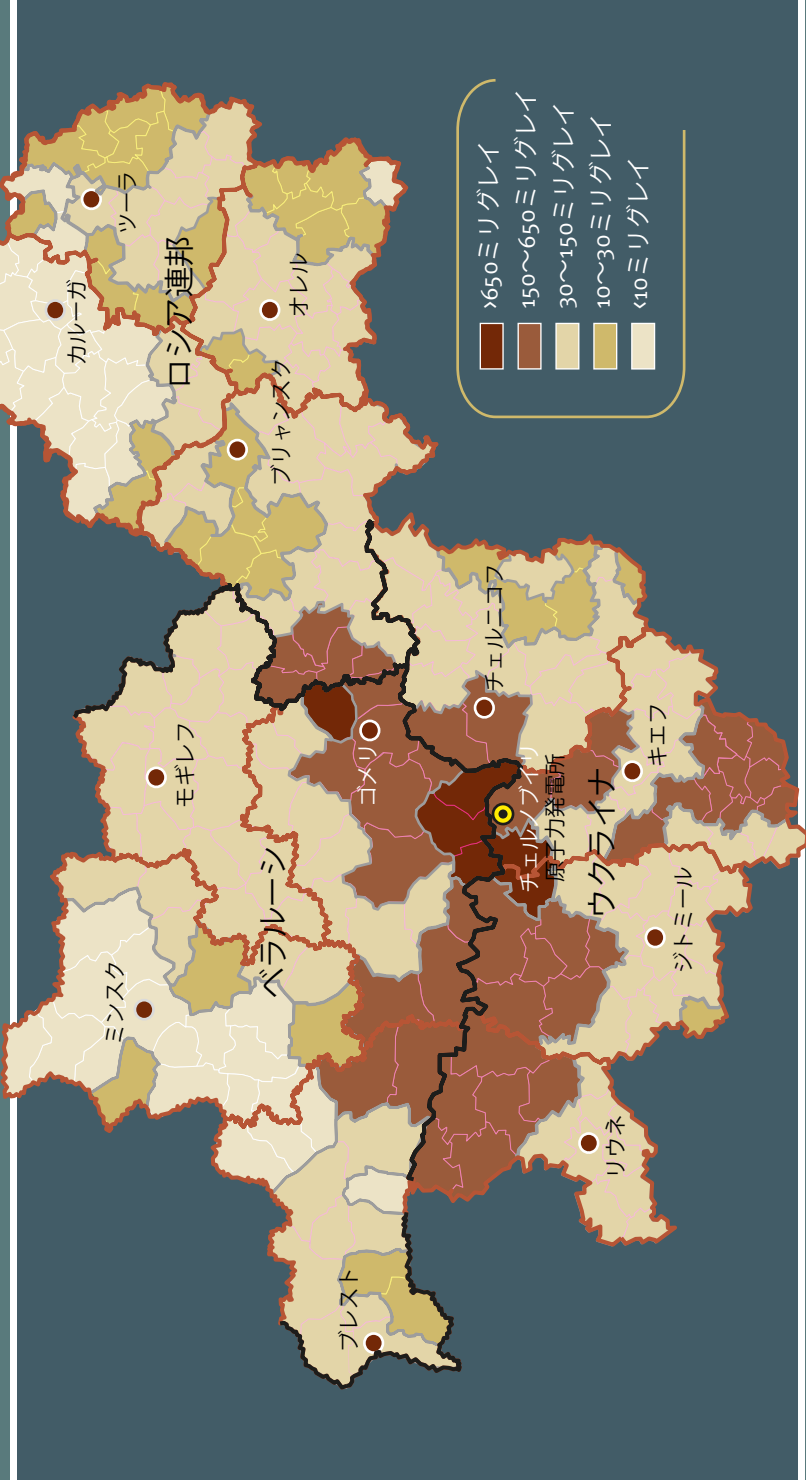 >650ミリグレイ
150〜650ミリグレイ
30〜150ミリグレイ
10〜30ミリグレイ
<10ミリグレイ
ロシア連邦
カルーガ
ツーラ
オレル
ブリャンスク
ベラルーシ
モギレフ
ミンスク
ゴメリ
ブレスト
ウクライナ
チェルニコフ
チェルノブイリ
原子力発電所
キエフ
ジトミール
リウネ